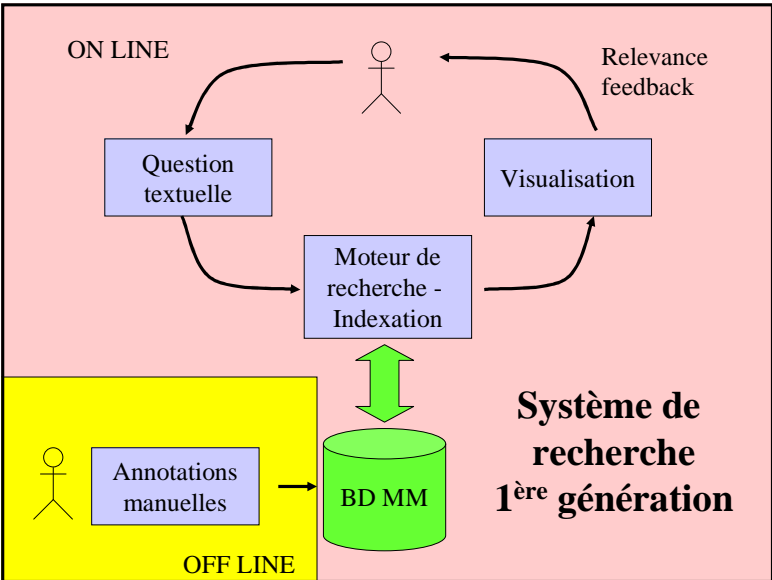 ON LINE
Relevance
feedback
Question
textuelle
Visualisation
Moteur de
recherche -
Indexation
Système de
recherche
1ère génération
Annotations
manuelles
BD MM
OFF LINE